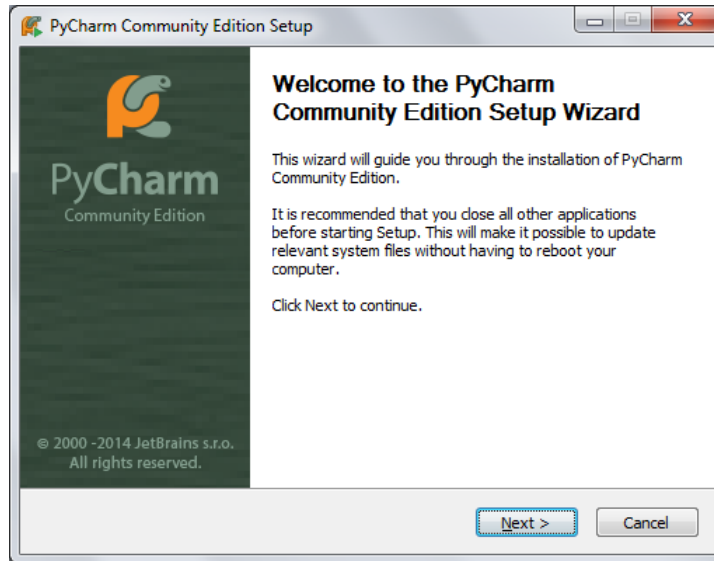 PyCharm Community Edition Setup
PyCharm
Community Edition
© 2000 -2014 JetBrains s.r.o.
All rights reserved.
Welcome to the PyCharm
Community Edition Setup Wizard
This wizard will guide you through the installation of PyCharm
Community Edition.
It is recommended that you close all other applications
before starting Setup. This will make it possible to update
relevant system files without having to reboot your
computer.
Click Next to continue.
Next >
Cancel